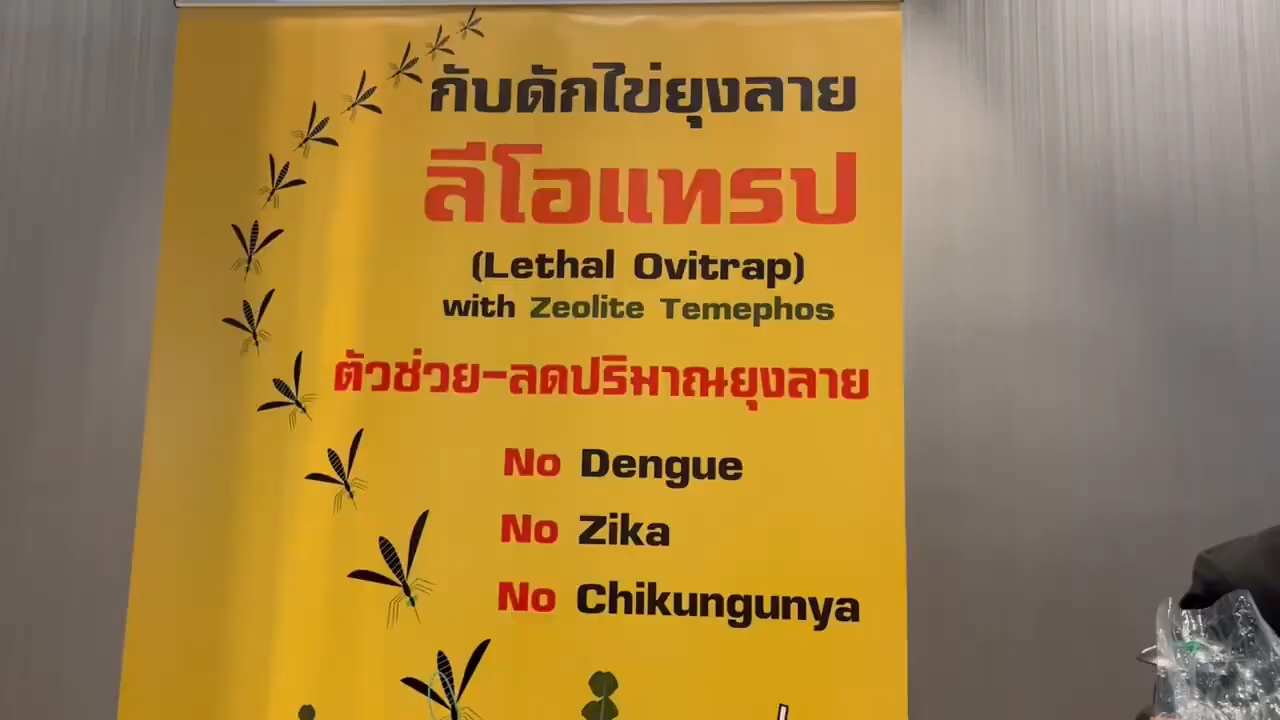 กับดักไข่ยุงลาย
ลีโอแทรป
(Lethal Ovitrap)
with Zeolite Temephos
ตัวช่วย-ลดปริมาณยุงลาย
No Dengue
No Zika
No Chikungunya